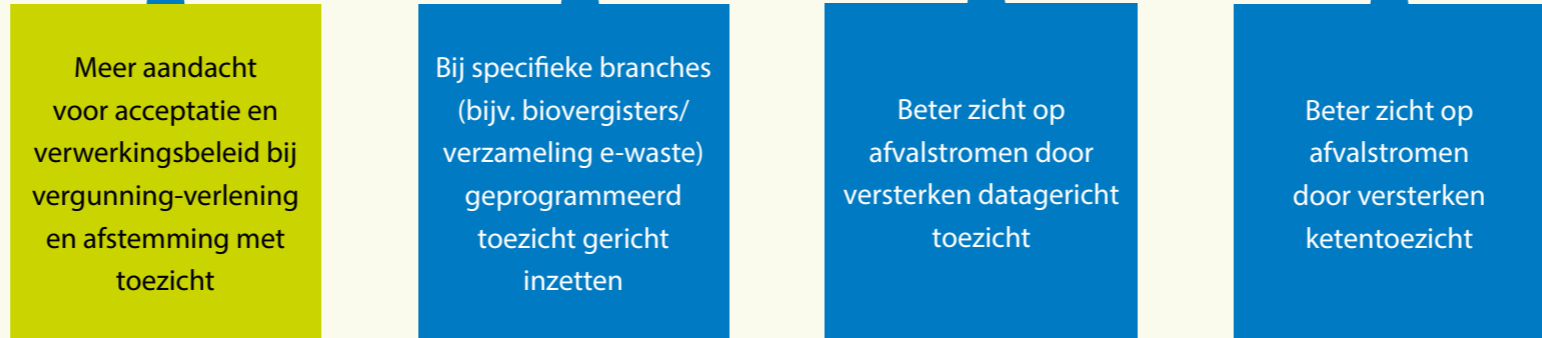 Meer aandacht
voor acceptatie en
verwerkingsbeleid bij
vergunning-verlening
en afstemming met
toezicht
Bij specifieke branches
(bijv. biovergisters/
verzameling e-waste)
geprogrammeerd
toezicht gericht
inzetten
Beter zicht op
afvalstromen door
versterken datagericht
toezicht
Beter zicht op
afvalstromen
door versterken
ketentoezicht